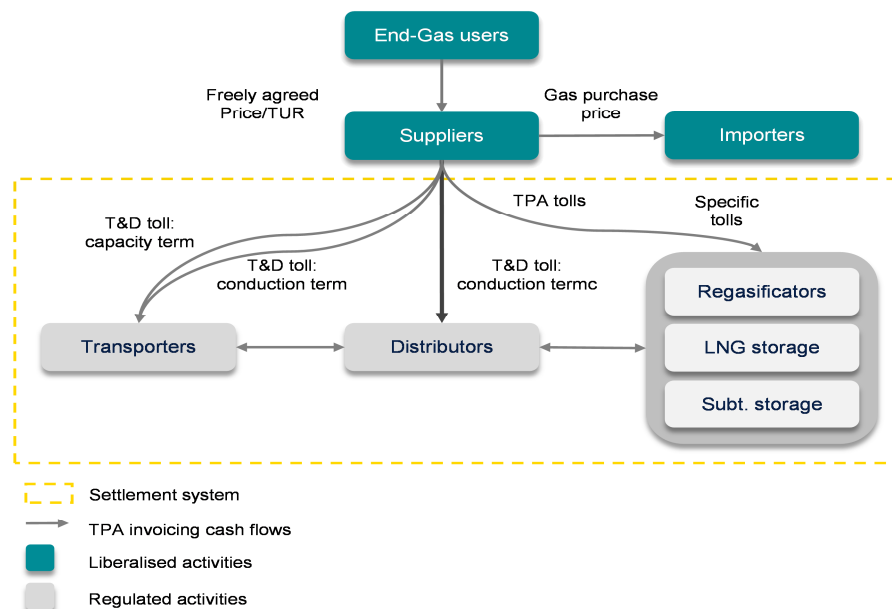 End-Gas users
Freely agreed
Price/TUR
Gas purchase
price
Suppliers
Importers
TPA tolls
Specific
tolls
T&D toll:
capacity term
T&D toll:
conduction term
T&D toll:
conduction termc
Regasificators
Transporters
Distributors
LNG storage
Subt. storage
Settlement system
TPA invoicing cash flows
Liberalised activities
Regulated activities